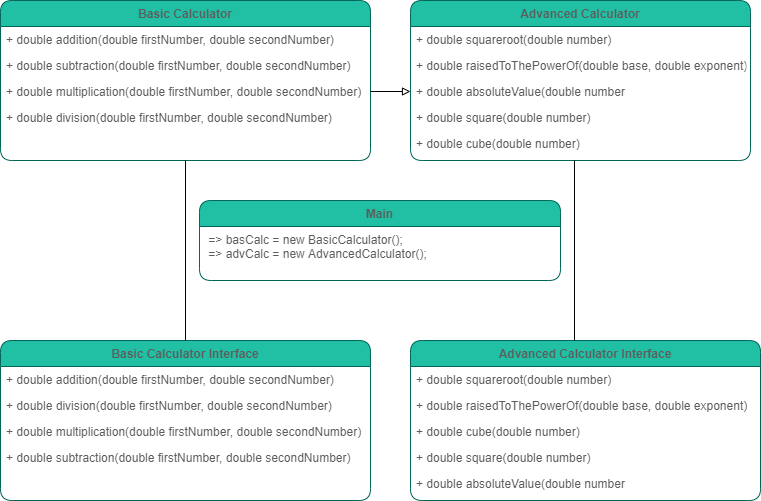 Basic Calculator
+ double addition(double firstNumber, double secondNumber)
+ double subtraction(double firstNumber, double secondNumber)
+ double multiplication(double firstNumber, double secondNumber)
+ double division(double firstNumber, double secondNumber)
Advanced Calculator
+ double squareroot(double number)
+ double raisedToThePowerOf(double base, double exponent)
+ double absoluteValue(double number
+ double square(double number)
+ double cube(double number)
Main
=> basCalc = new BasicCalculator();
=> advCalc = new AdvancedCalculator();
Basic Calculator Interface
+ double addition(double firstNumber, double secondNumber)
+ double division(double firstNumber, double secondNumber)
+ double multiplication(double firstNumber, double secondNumber)
+ double subtraction(double firstNumber, double secondNumber)
Advanced Calculator Interface
+ double squareroot(double number)
+ double raisedToThePowerOf(double base, double exponent)
+ double cube(double number)
+ double square(double number)
+ double absoluteValue(double number